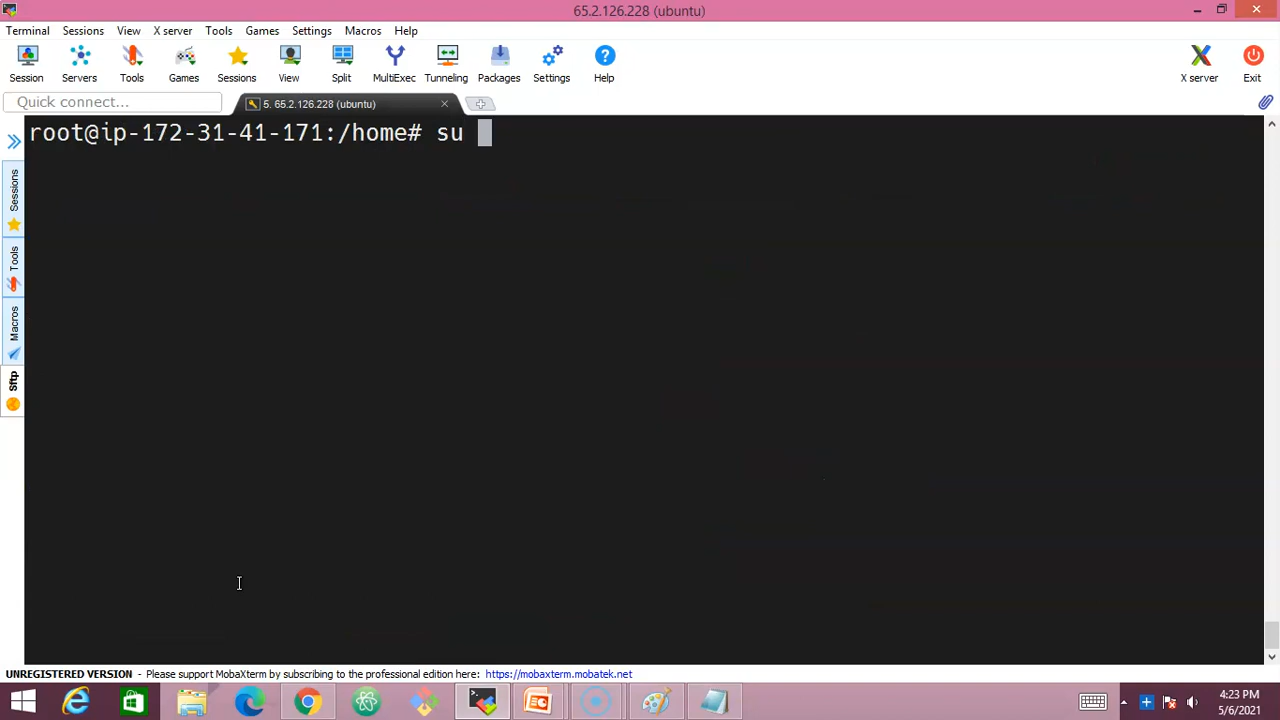 65.2.126.228 (ubuntu)
Terminal Sessions View X server Tools Games Settings Macros Help
Session Servers Tools Games Sessions View Split MultiExec Tunneling Packages Settings Help X server Exit
Quick connect...
5. 65.2.126.228 (ubuntu)
root@ip-172-31-41-171:/home# su
Sessions
Tools
Macros
Sftp
UNREGISTERED VERSION - Please support MobaXterm by subscribing to the professional edition here: https://mobaxterm.mobatek.net
4:23 PM
5/6/2021